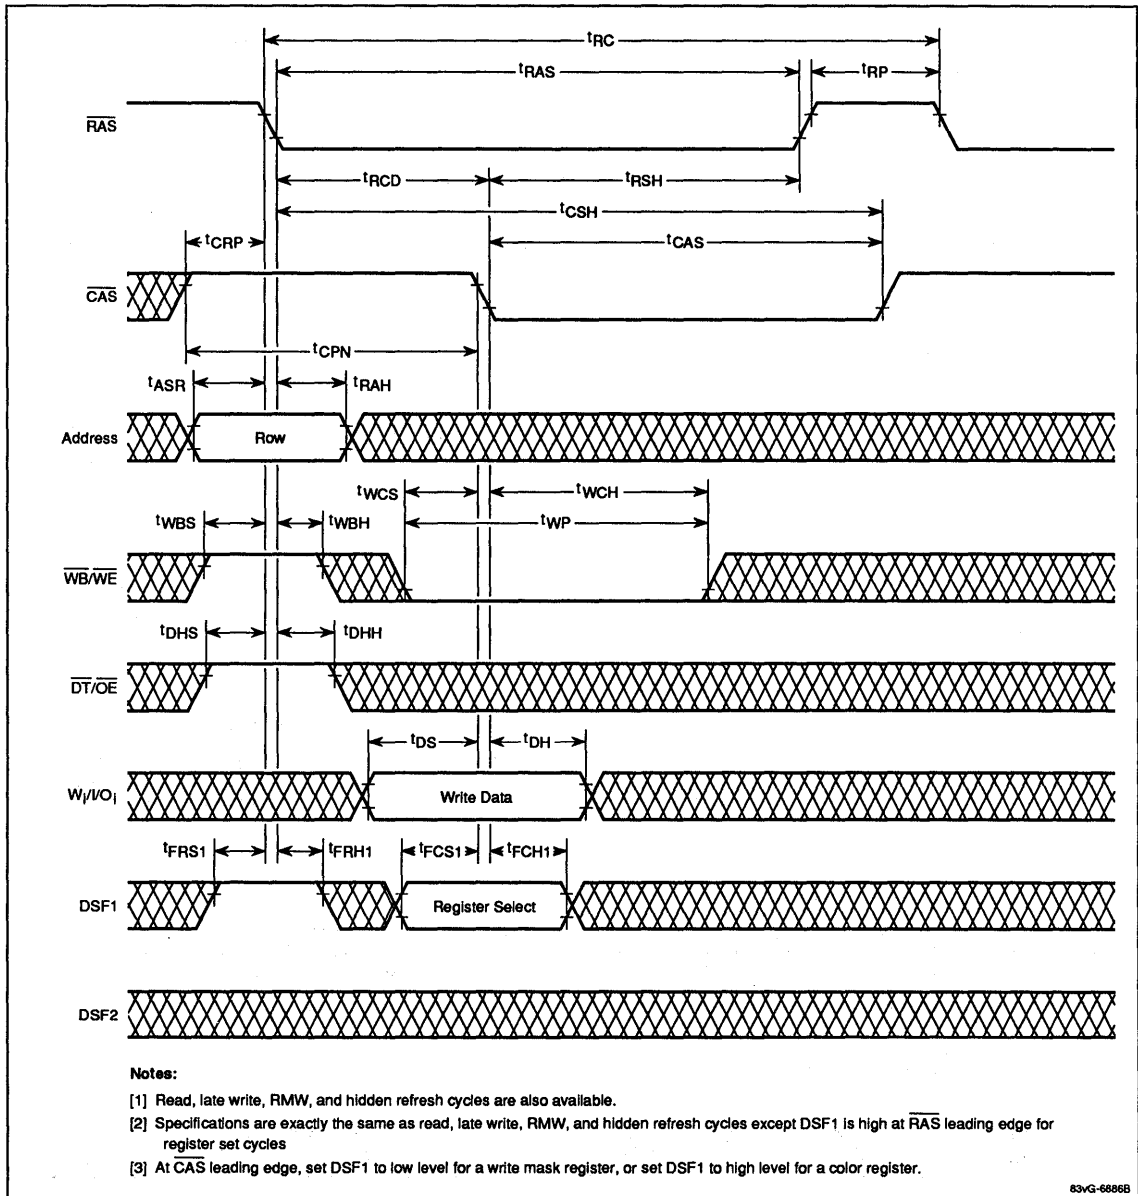 tRC
tRAS
tRP
RAS
tRCD
tRSH
tCSH
tCRP
tCAS
CAS
tCPN
tASR
tRAH
Address
Row
tWCS
tWCH
tWBS
tWBH
tWP
WB/WE
tDHS
tDHH
DT/OE
tDS
tDH
Wi/I/Oi
Write Data
tFRS1
tFRH1
tFCS1
tFCH1
DSF1
Register Select
DSF2
Notes:
[1] Read, late write, RMW, and hidden refresh cycles are also available.
[2] Specifications are exactly the same as read, late write, RMW, and hidden refresh cycles except DSF1 is high at RAS leading edge for
register set cycles
[3] At CAS leading edge, set DSF1 to low level for a write mask register, or set DSF1 to high level for a color register.
83vG-6886B